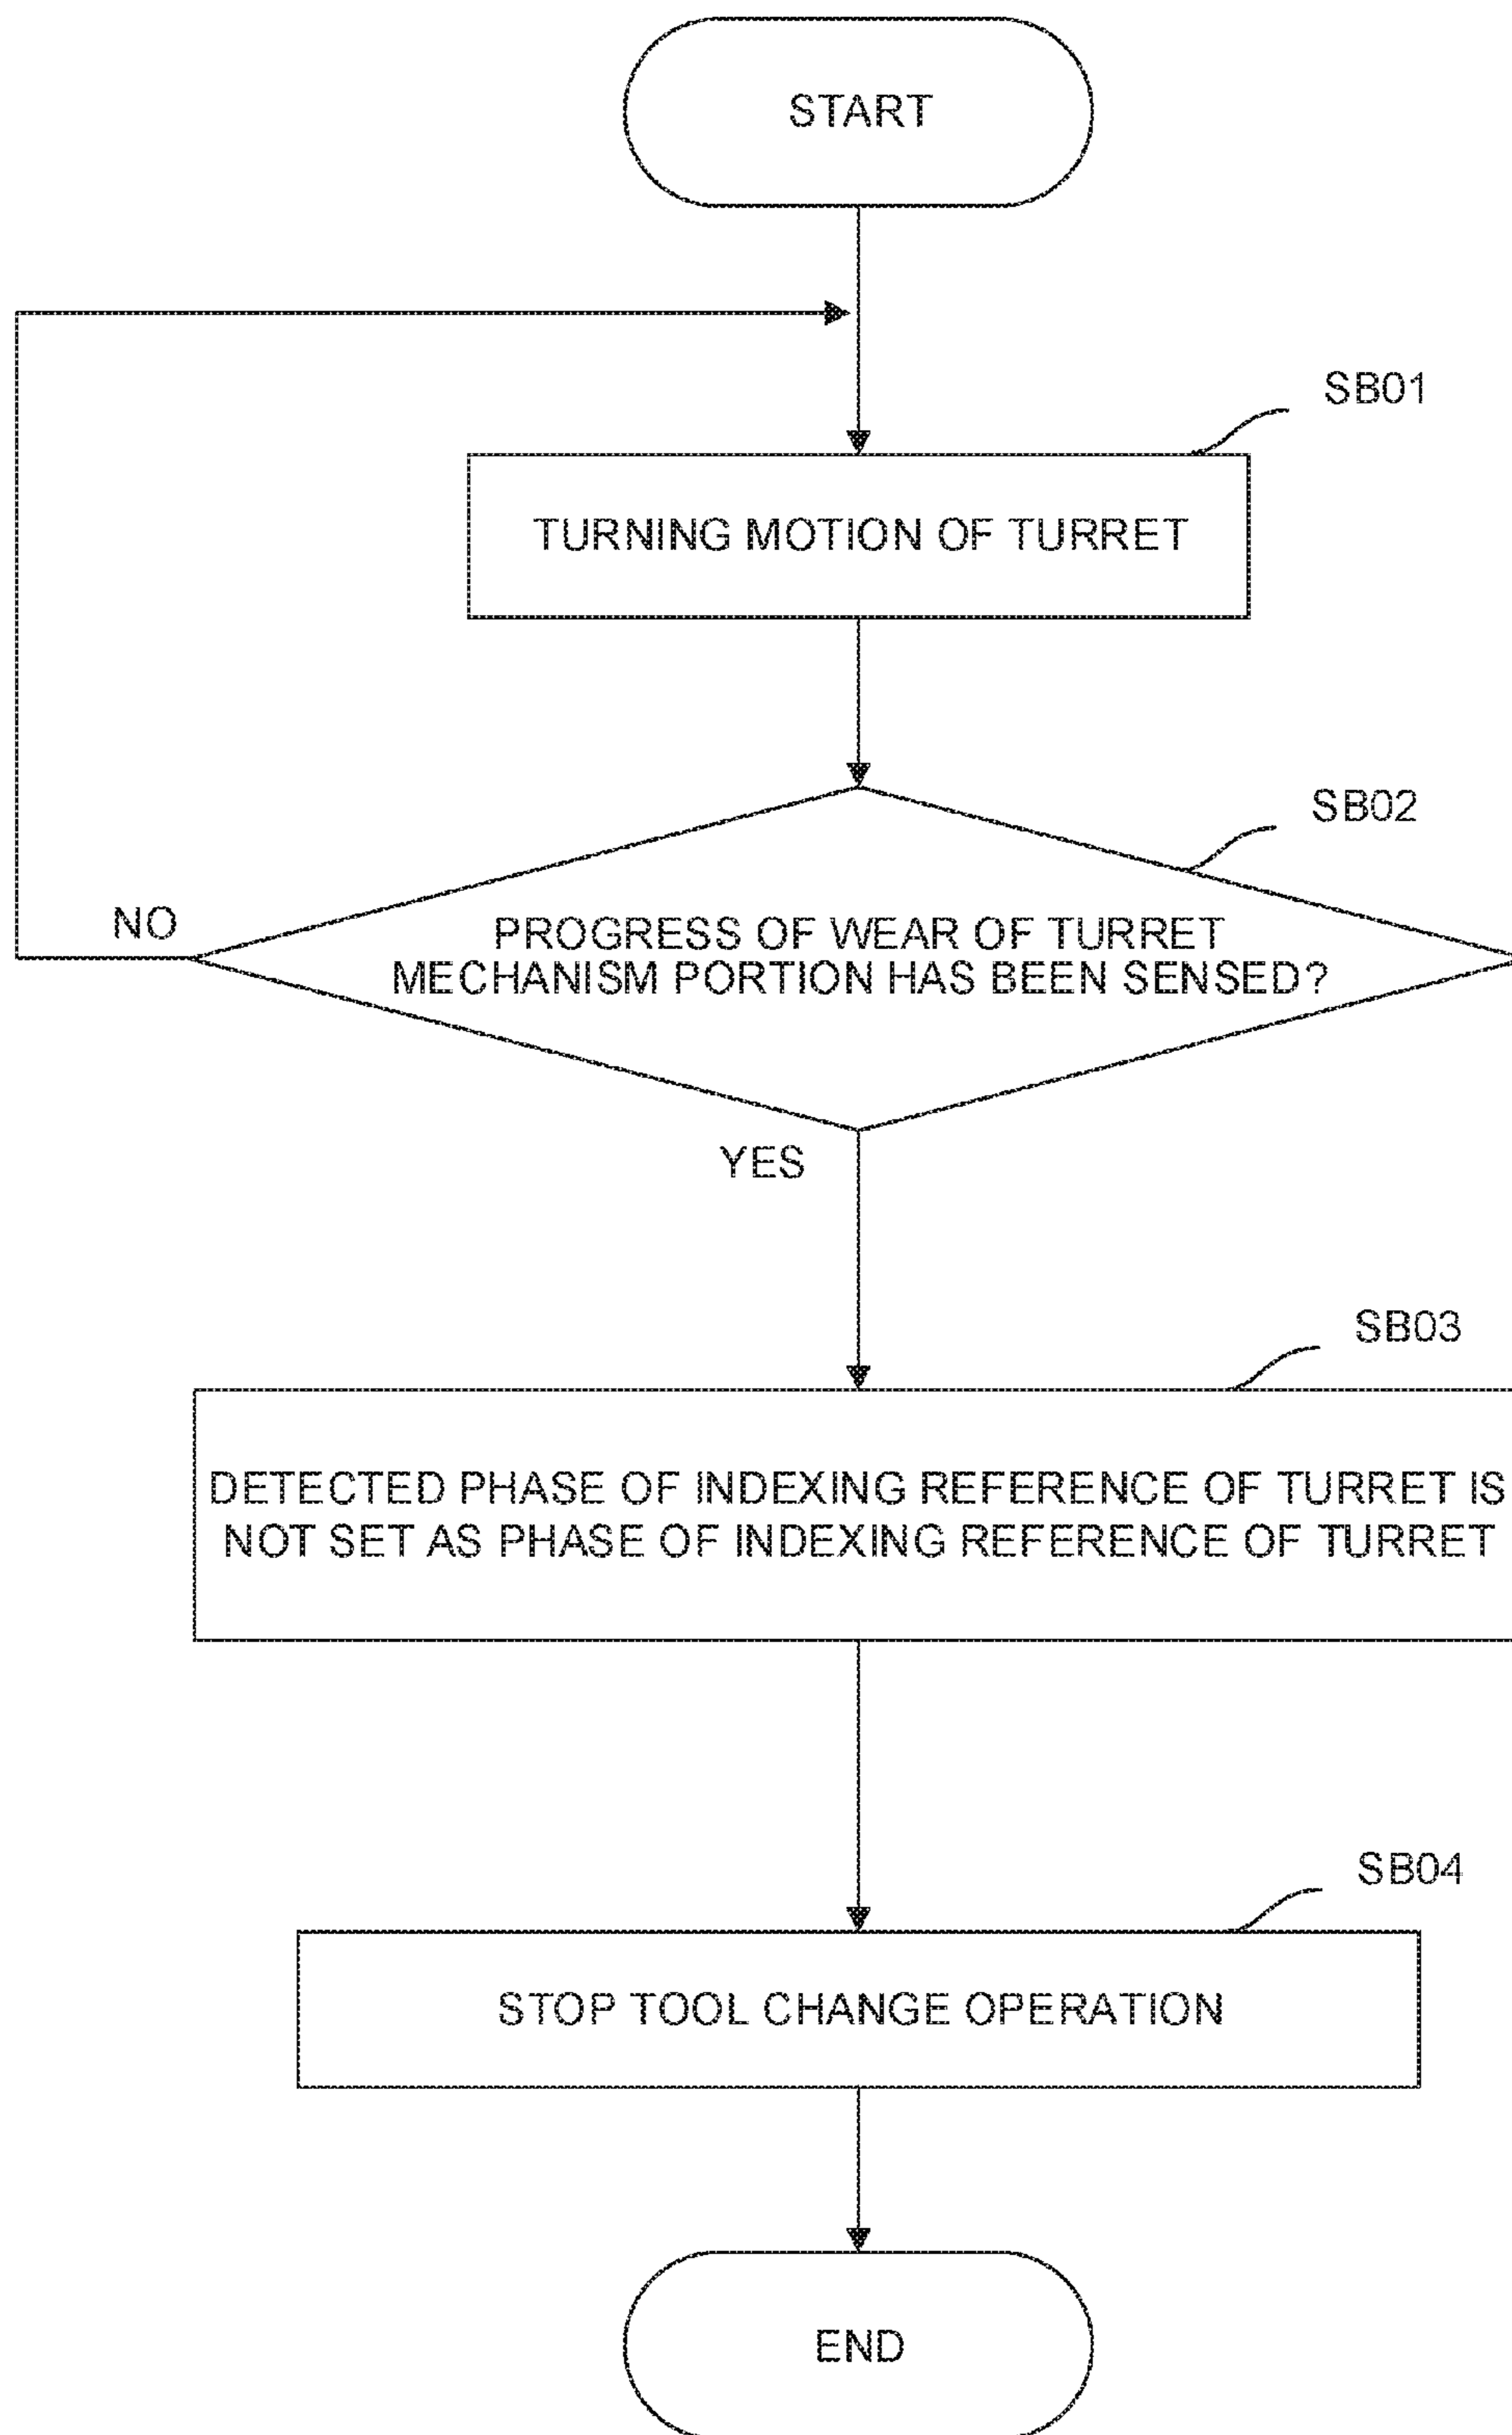 START
SB01
TURNING MOTION OF TURRET
SB02
NO
PROGRESS OF WEAR OF TURRET
MECHANISM PORTION HAS BEEN SENSED?
YES
SB03
DETECTED PHASE OF INDEXING REFERENCE OF TURRET IS
NOT SET AS PHASE OF INDEXING REFERENCE OF TURRET
SB04
STOP TOOL CHANGE OPERATION
END